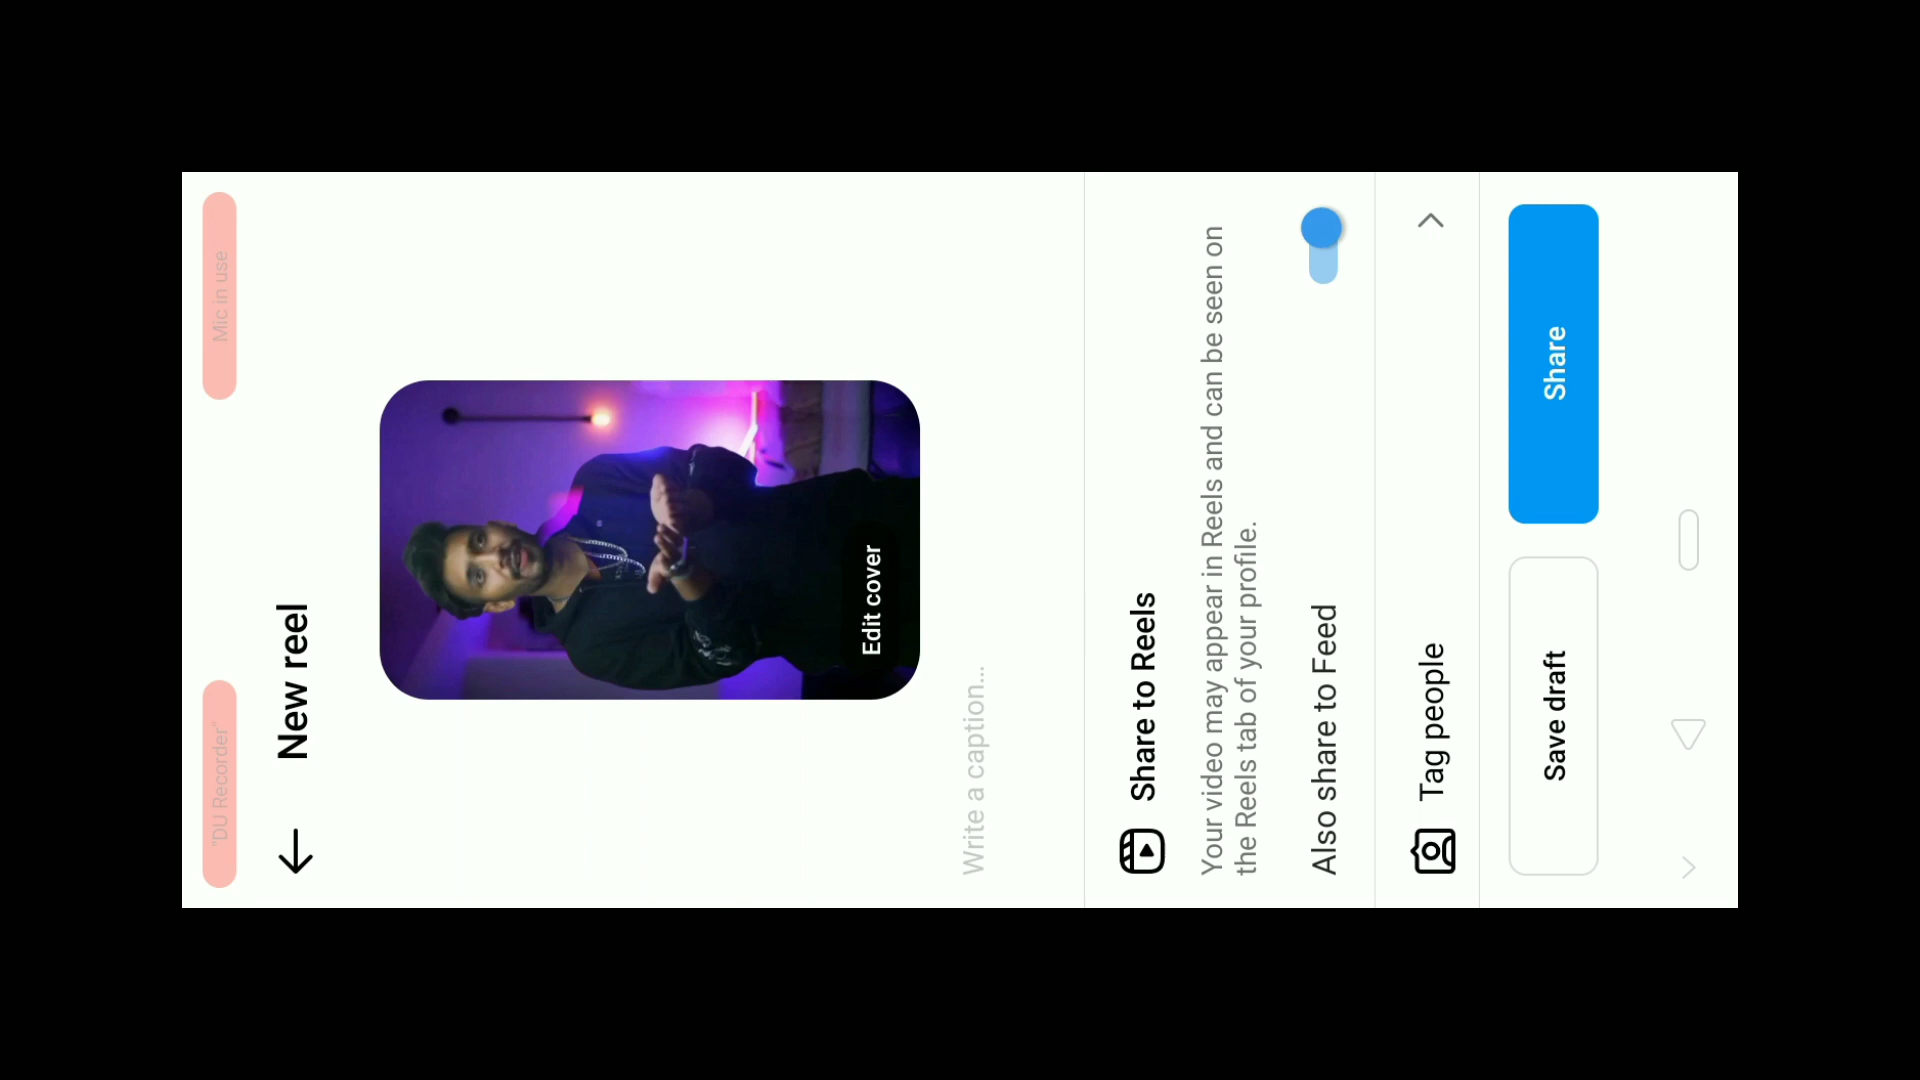 "DU Recorder"
Mic in use
New reel
Edit cover
Write a caption...
Share to Reels
Your video may appear in Reels and can be seen on
the Reels tab of your profile.
Also share to Feed
Tag people
Save draft
Share